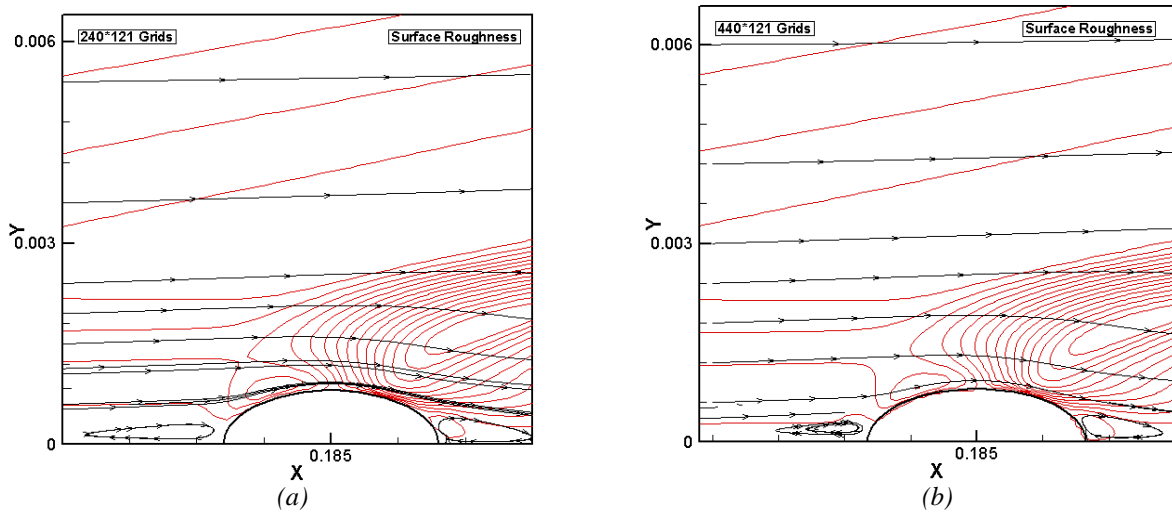 240*121 Grids Surface Roughness
0.006
Y
0.003
0
0.185
X
(a)
440*121 Grids Surface Roughness
0.006
Y
0.003
0
0.185
X
(b)